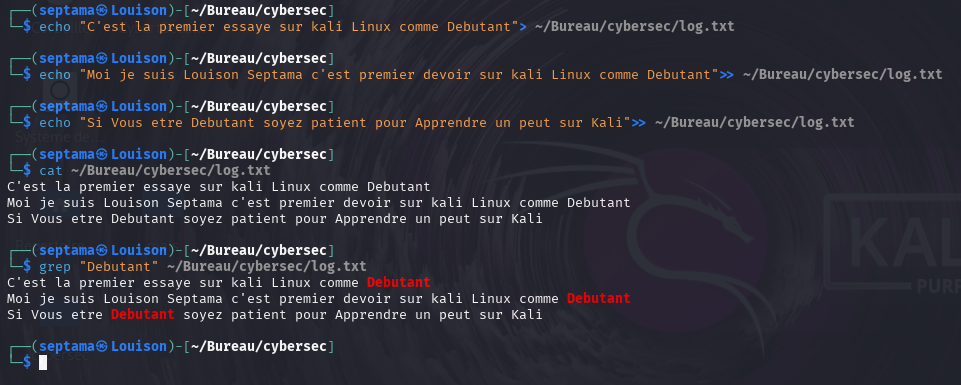 ┌──(septama㉿Louison)-[~/Bureau/cybersec]
└─$ echo "C'est la premier essaye sur kali Linux comme Debutant"> ~/Bureau/cybersec/log.txt
┌──(septama㉿Louison)-[~/Bureau/cybersec]
└─$ echo "Moi je suis Louison Septama c'est premier devoir sur kali Linux comme Debutant">> ~/Bureau/cybersec/log.txt
┌──(septama㉿Louison)-[~/Bureau/cybersec]
└─$ echo "Si Vous etre Debutant soyez patient pour Apprendre un peut sur Kali">> ~/Bureau/cybersec/log.txt
┌──(septama㉿Louison)-[~/Bureau/cybersec]
└─$ cat ~/Bureau/cybersec/log.txt
C'est la premier essaye sur kali Linux comme Debutant
Moi je suis Louison Septama c'est premier devoir sur kali Linux comme Debutant
Si Vous etre Debutant soyez patient pour Apprendre un peut sur Kali
┌──(septama㉿Louison)-[~/Bureau/cybersec]
└─$ grep "Debutant" ~/Bureau/cybersec/log.txt
C'est la premier essaye sur kali Linux comme Debutant
Moi je suis Louison Septama c'est premier devoir sur kali Linux comme Debutant
Si Vous etre Debutant soyez patient pour Apprendre un peut sur Kali
┌──(septama㉿Louison)-[~/Bureau/cybersec]
└─$